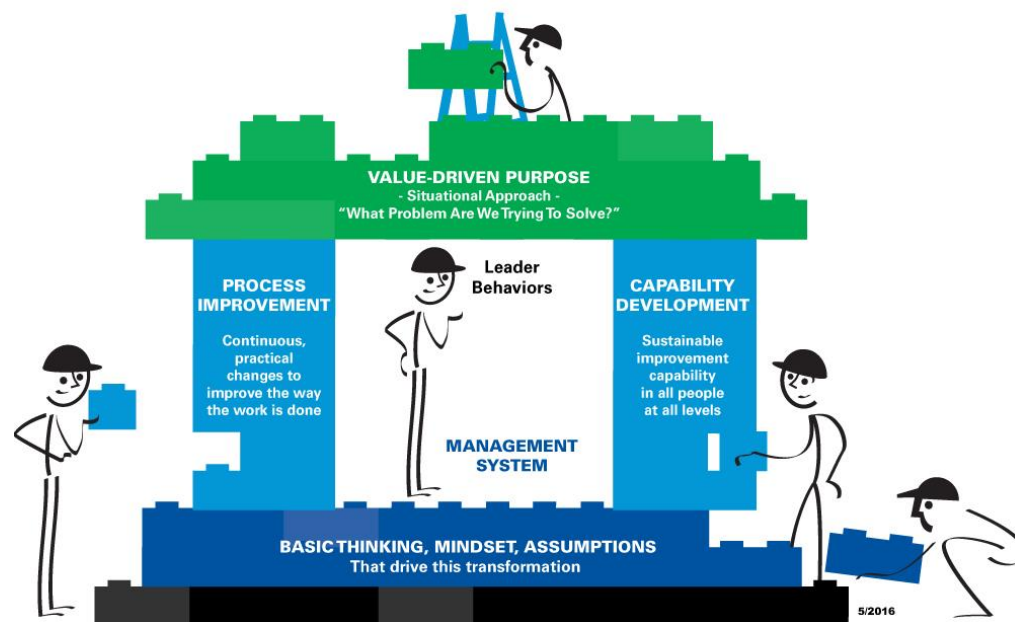 VALUE-DRIVEN PURPOSE
- Situational Approach -
“What Problem Are We Trying To Solve?”
PROCESS
IMPROVEMENT
Continuous,
practical
changes to
improve the way
the work is done
Leader
Behaviors
MANAGEMENT
SYSTEM
CAPABILITY
DEVELOPMENT
Sustainable
improvement
capability
in all people
at all levels
BASIC THINKING, MINDSET, ASSUMPTIONS
That drive this transformation
5/2016